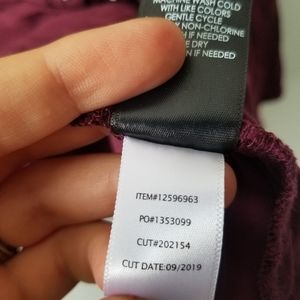 MACHINE WASH COLD
WITH LIKE COLORS
GENTLE CYCLE
NON-CHLORINE
IF NEEDED
DRY
IF NEEDED
ITEM#12596963
PO#1353099
CUT#202154
CUT DATE:09/2019